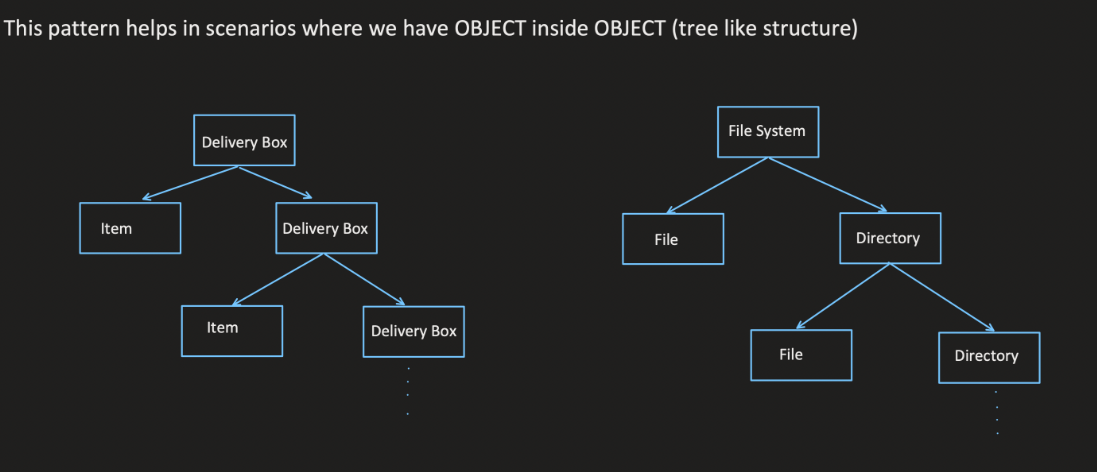 This pattern helps in scenarios where we have OBJECT inside OBJECT (tree like structure)
Delivery Box
Item
Delivery Box
Item
Delivery Box
File System
File
Directory
File
Directory